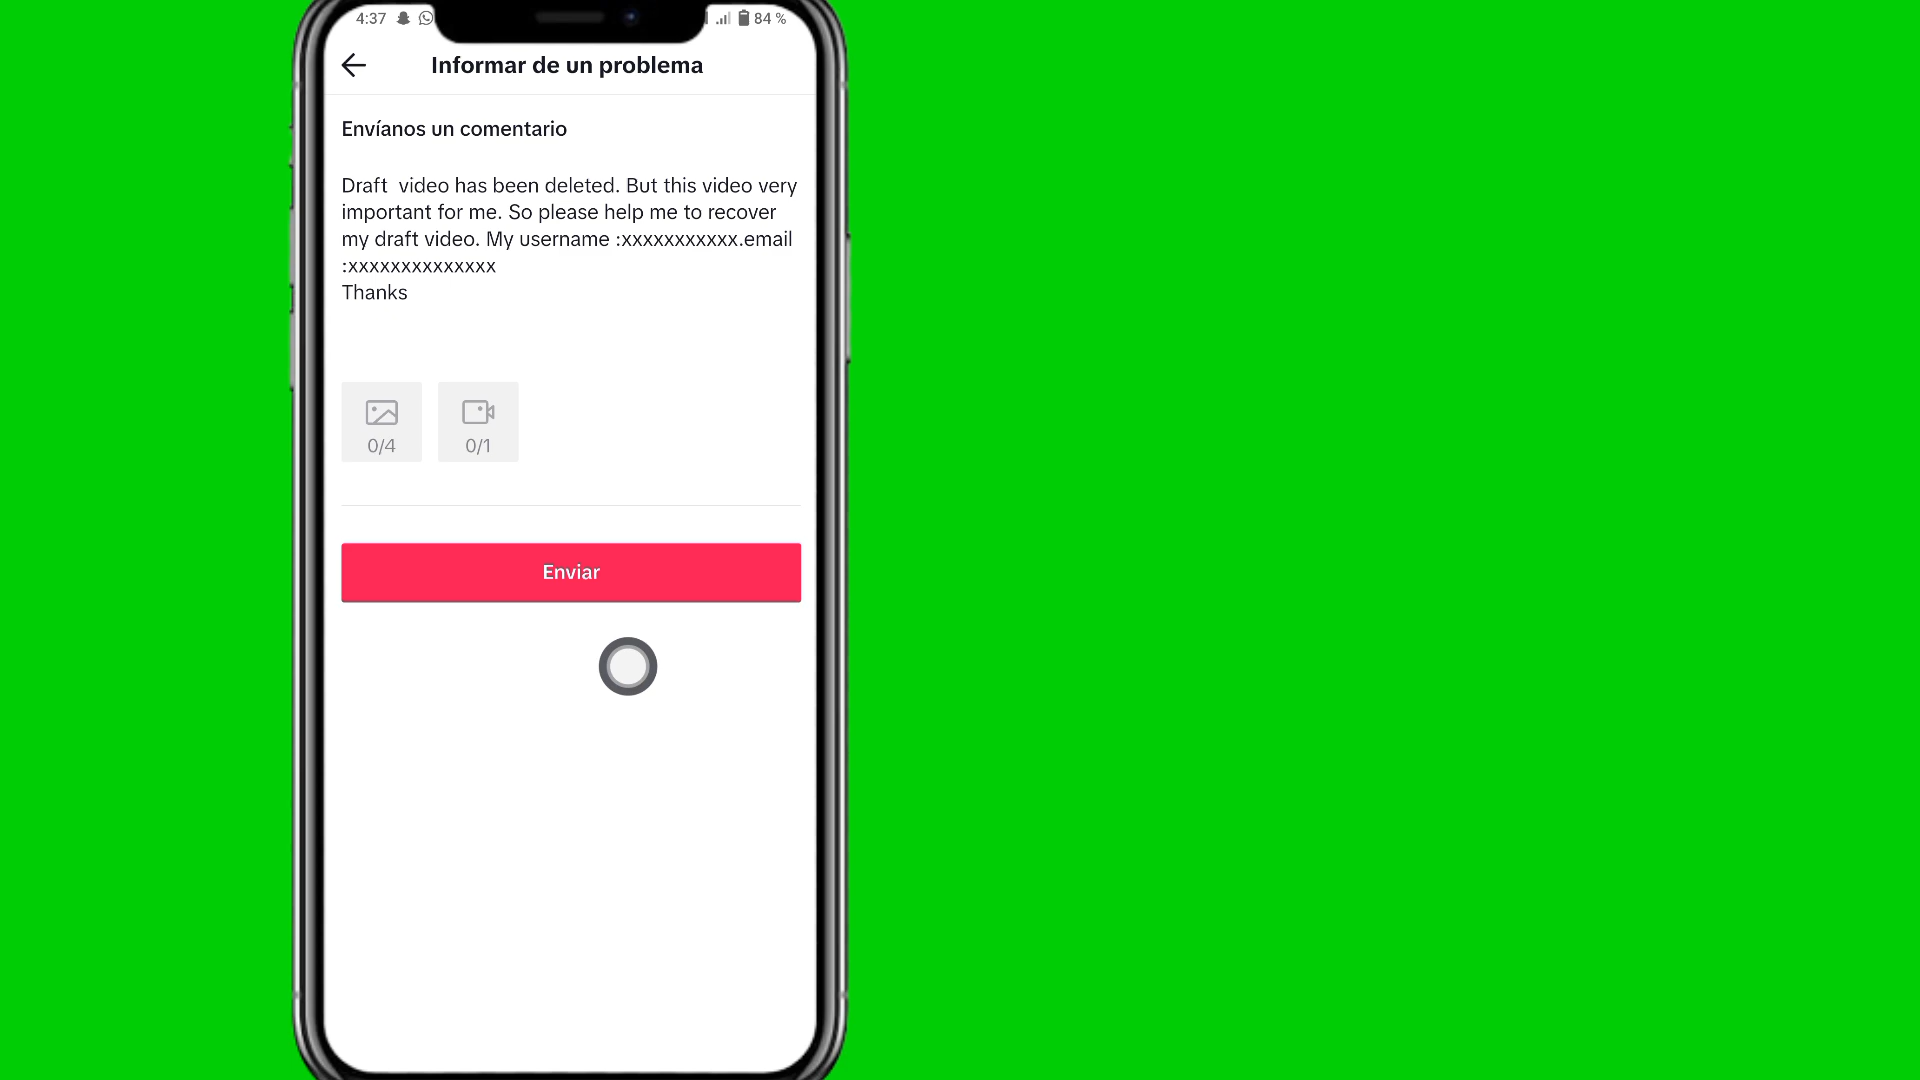 4:37
84 %
Informar de un problema
Envíanos un comentario
Draft  video has been deleted. But this video very
important for me. So please help me to recover
my draft video. My username :xxxxxxxxxxx.email
:xxxxxxxxxxxxxx
Thanks
0/4
0/1
Enviar